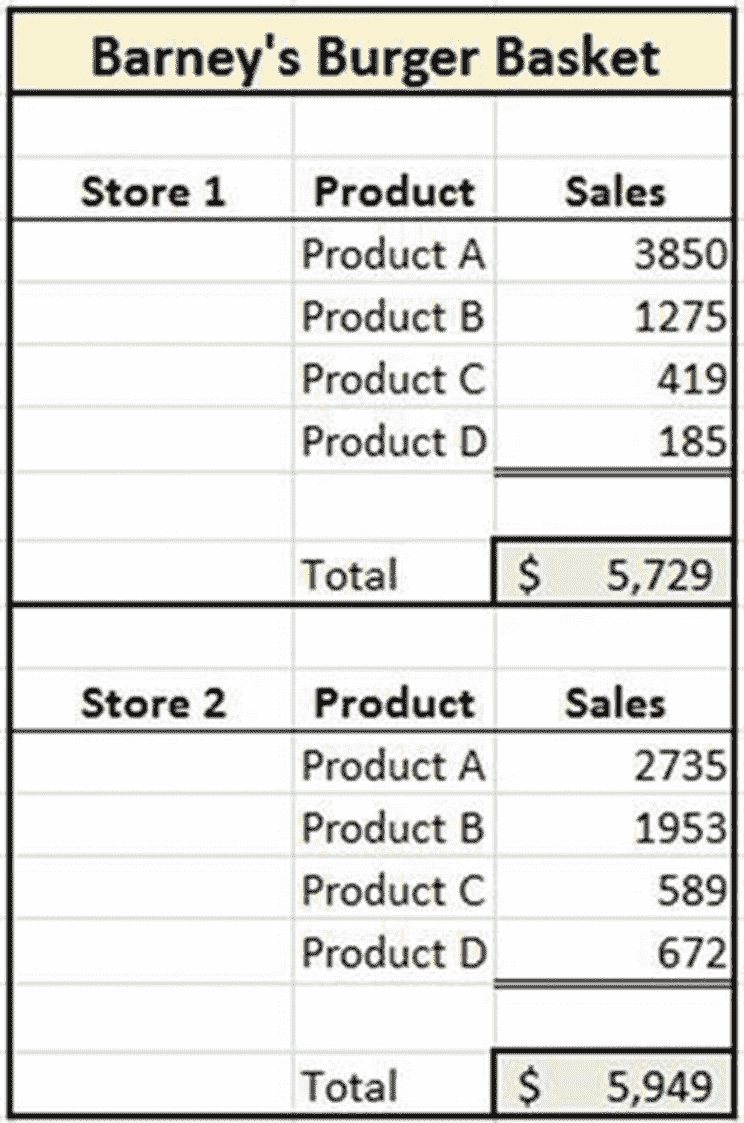 Barney's Burger Basket
Store 1 Product Sales
Product A 3850
Product B 1275
Product C 419
Product D 185
Total $ 5,729
Store 2 Product Sales
Product A 2735
Product B 1953
Product C 589
Product D 672
Total $ 5,949